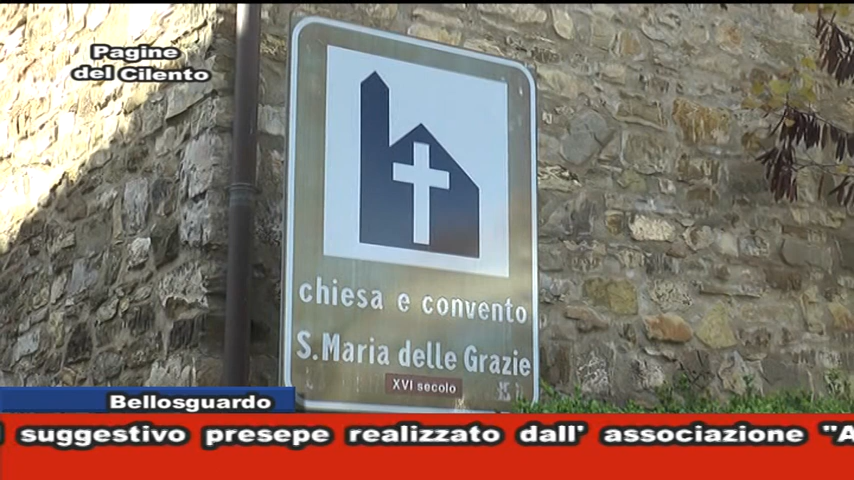 Pagine
del Cilento
chiesa e convento
S. Maria delle Grazie
XVI secolo
Bellosguardo
suggestivo presepe realizzato dall' associazione "A